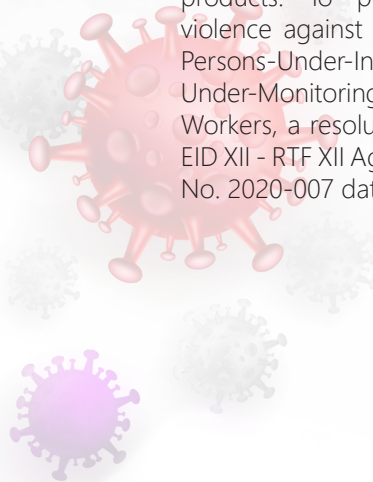 products. To p
violence against
Persons-Under-In
Under-Monitoring
Workers, a resolu
EID XII - RTF XII Ag
No. 2020-007 dat